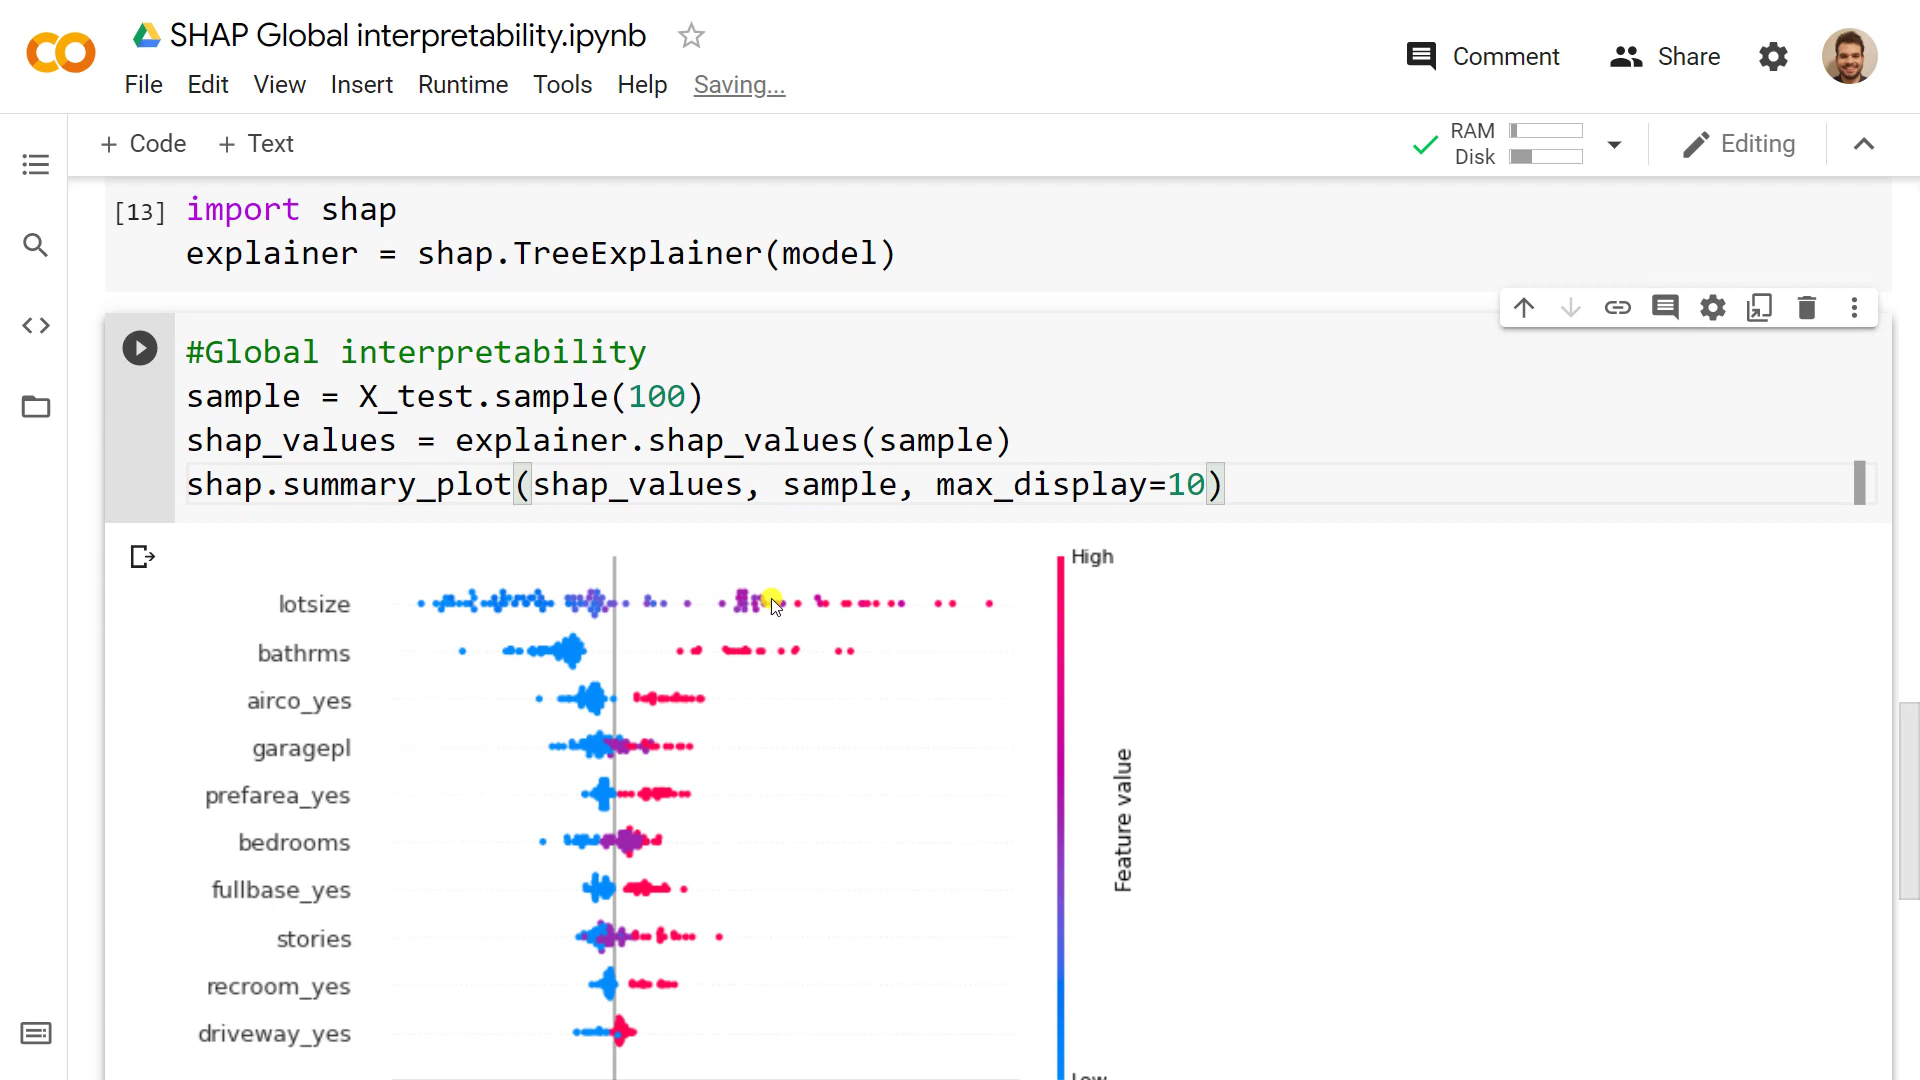 SHAP Global interpretability.ipynb
Comment
Share
File Edit View Insert Runtime Tools Help Saving...
+ Code + Text
RAM
Disk
Editing
[13] import shap
explainer = shap.TreeExplainer(model)
#Global interpretability
sample = X_test.sample(100)
shap_values = explainer.shap_values(sample)
shap.summary_plot(shap_values, sample, max_display=10)
High
lotsize
bathrms
airco_yes
garagepl
prefarea_yes
bedrooms
fullbase_yes
stories
recroom_yes
driveway_yes
Feature value
Low